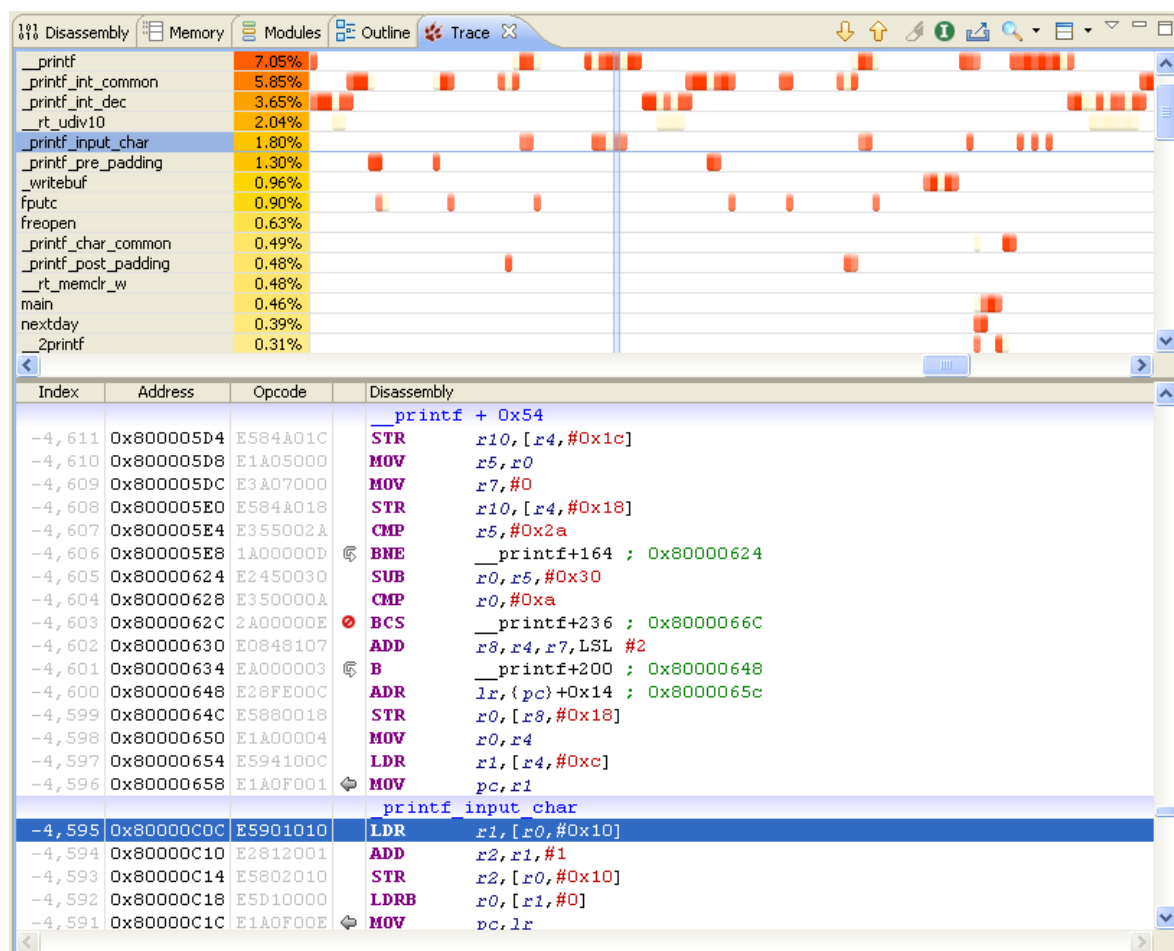 Disassembly Memory Modules Outline Trace
__printf 7.05%
_printf_int_common 5.85%
_printf_int_dec 3.65%
__rt_udiv10 2.04%
_printf_input_char 1.80%
_printf_pre_padding 1.30%
_writebuf 0.96%
fputc 0.90%
freopen 0.63%
_printf_char_common 0.49%
_printf_post_padding 0.48%
__rt_memclr_w 0.48%
main 0.46%
nextday 0.39%
__2printf 0.31%
Index Address Opcode Disassembly
__printf + 0x54
-4,611 0x800005D4 E584A01C STR r10,[r4,#0x1c]
-4,610 0x800005D8 E1A05000 MOV r5,r0
-4,609 0x800005DC E3A07000 MOV r7,#0
-4,608 0x800005E0 E584A018 STR r10,[r4,#0x18]
-4,607 0x800005E4 E355002A CMP r5,#0x2a
-4,606 0x800005E8 1A00000D BNE __printf+164 ; 0x80000624
-4,605 0x80000624 E2450030 SUB r0,r5,#0x30
-4,604 0x80000628 E350000A CMP r0,#0xa
-4,603 0x8000062C 2A00000E BCS __printf+236 ; 0x8000066C
-4,602 0x80000630 E0848107 ADD r8,r4,r7,LSL #2
-4,601 0x80000634 EA000003 B __printf+200 ; 0x80000648
-4,600 0x80000648 E28FE00C ADR lr,{pc}+0x14 ; 0x8000065c
-4,599 0x8000064C E5880018 STR r0,[r8,#0x18]
-4,598 0x80000650 E1A00004 MOV r0,r4
-4,597 0x80000654 E594100C LDR r1,[r4,#0xc]
-4,596 0x80000658 E1A0F001 MOV pc,r1
_printf_input_char
-4,595 0x80000C0C E5901010 LDR r1,[r0,#0x10]
-4,594 0x80000C10 E2812001 ADD r2,r1,#1
-4,593 0x80000C14 E5802010 STR r2,[r0,#0x10]
-4,592 0x80000C18 E5D10000 LDRB r0,[r1,#0]
-4,591 0x80000C1C E1A0F00E MOV pc,lr